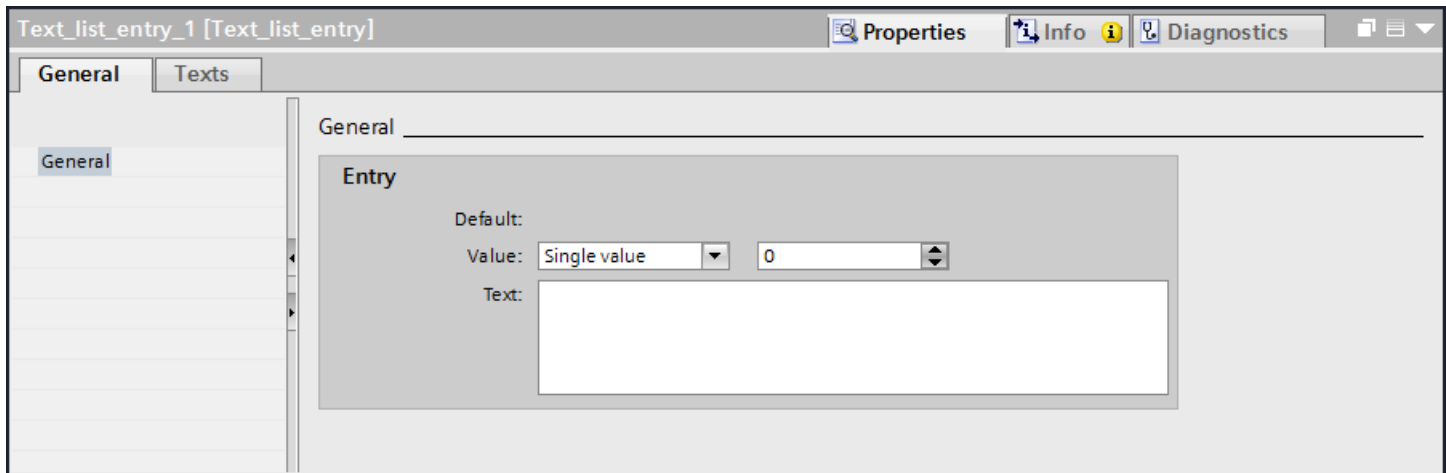 Text_list_entry_1 [Text_list_entry]
Properties
Info
Diagnostics
General
Texts
General
General
Entry
Default:
Value: Single value 0
Text: